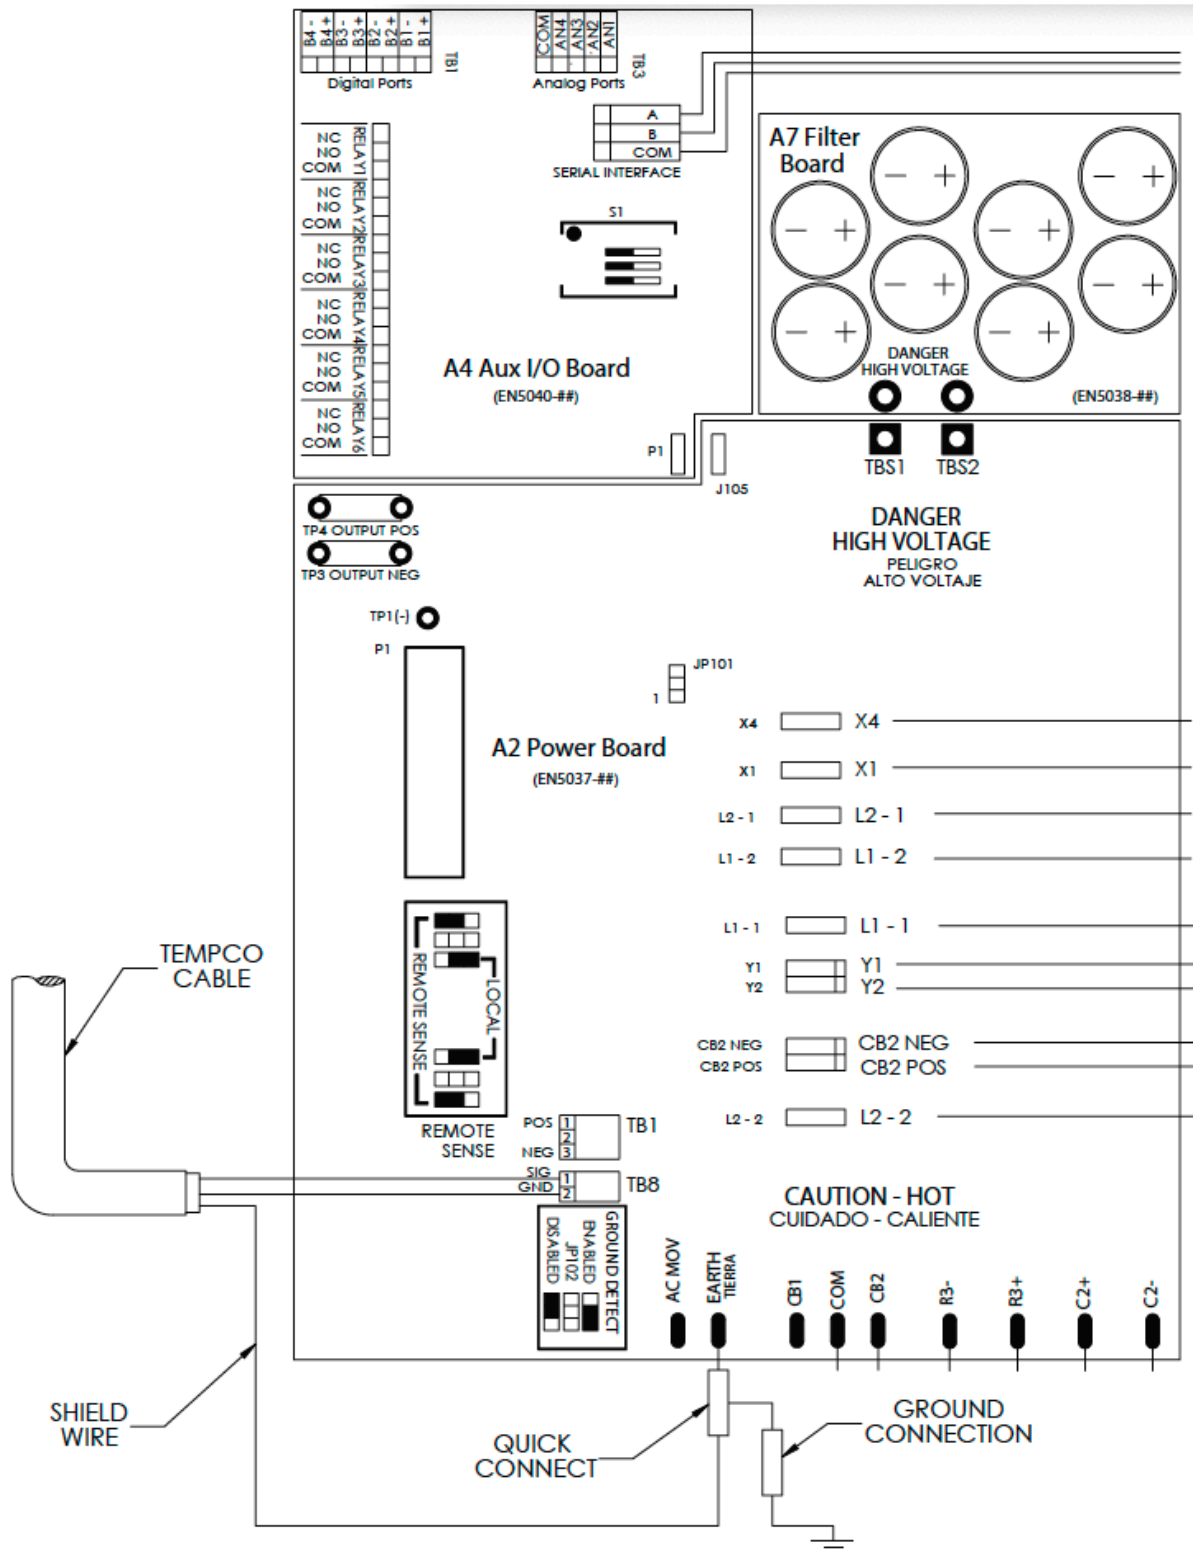 B4 -
B4 +
B3 -
B3 +
B2 -
B2 +
B1 -
B1 +
TB1
Digital Ports
COM
AN4
AN3
AN2
AN1
TB3
Analog Ports
A
B
COM
SERIAL INTERFACE
A7 Filter
Board
NC
NO
COM
RELAY1
NC
NO
COM
RELAY2
NC
NO
COM
RELAY3
NC
NO
COM
RELAY4
NC
NO
COM
RELAY5
NC
NO
COM
RELAY6
S1
A4 Aux I/O Board
(EN5040-##)
− +
− +
− +
− +
− +
− +
− +
− +
DANGER
HIGH VOLTAGE
(EN5038-##)
P1
J105
TBS1
TBS2
TP4 OUTPUT POS
TP3 OUTPUT NEG
DANGER
HIGH VOLTAGE
PELIGRO
ALTO VOLTAJE
TP1(-)
P1
JP101
1
A2 Power Board
(EN5037-##)
X4 X4
X1 X1
L2 - 1 L2 - 1
L1 - 2 L1 - 2
L1 - 1 L1 - 1
Y1 Y1
Y2 Y2
CB2 NEG CB2 NEG
CB2 POS CB2 POS
L2 - 2 L2 - 2
TEMPCO
CABLE
REMOTE SENSE
LOCAL
REMOTE
SENSE
POS 1
2
NEG 3
TB1
SIG 1
GND 2
TB8
GROUND DETECT
ENABLED
JP102
DISABLED
CAUTION - HOT
CUIDADO - CALIENTE
AC MOV
EARTH
TIERRA
CB1
COM
CB2
R3-
R3+
C2+
C2-
SHIELD
WIRE
QUICK
CONNECT
GROUND
CONNECTION